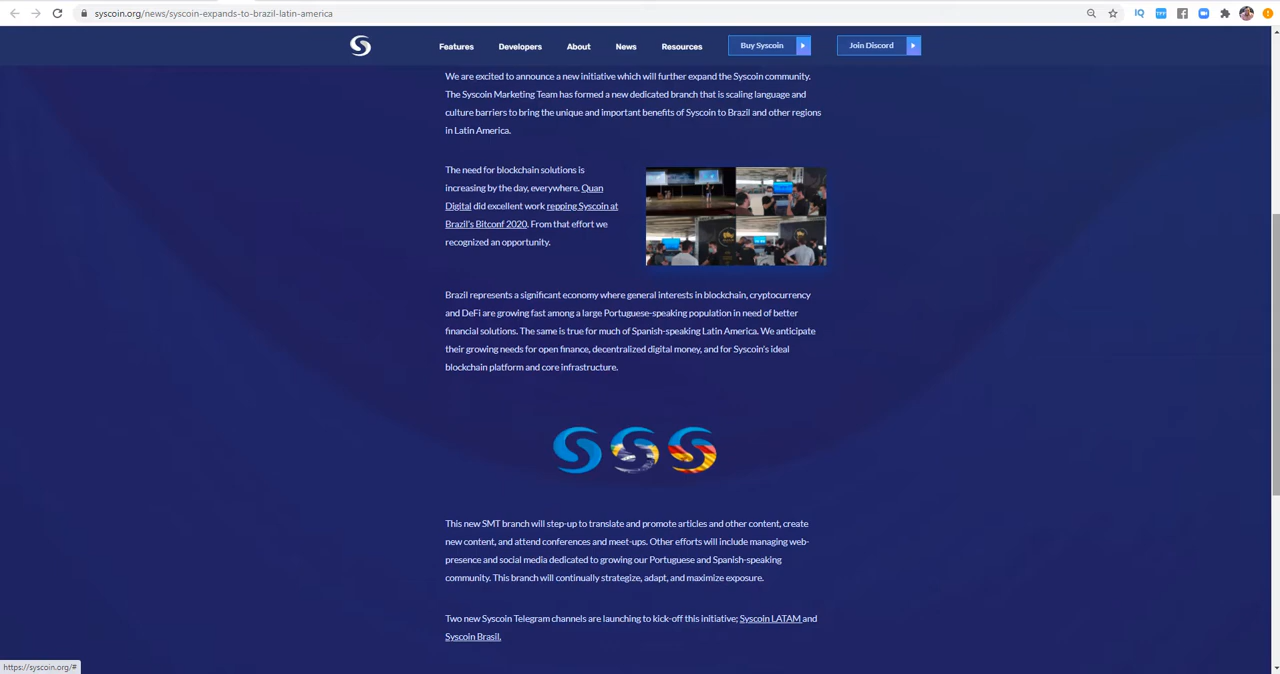 syscoin.org/news/syscoin-expands-to-brazil-latin-america
Features Developers About News Resources Buy Syscoin Join Discord
We are excited to announce a new initiative which will further expand the Syscoin community.
The Syscoin Marketing Team has formed a new dedicated branch that is scaling language and
culture barriers to bring the unique and important benefits of Syscoin to Brazil and other regions
in Latin America.
The need for blockchain solutions is
increasing by the day, everywhere. Quan
Digital did excellent work repping Syscoin at
Brazil's Bitconf 2020. From that effort we
recognized an opportunity.
Brazil represents a significant economy where general interests in blockchain, cryptocurrency
and DeFi are growing fast among a large Portuguese-speaking population in need of better
financial solutions. The same is true for much of Spanish-speaking Latin America. We anticipate
their growing needs for open finance, decentralized digital money, and for Syscoin's ideal
blockchain platform and core infrastructure.
This new SMT branch will step-up to translate and promote articles and other content, create
new content, and attend conferences and meet-ups. Other efforts will include managing web-
presence and social media dedicated to growing our Portuguese and Spanish-speaking
community. This branch will continually strategize, adapt, and maximize exposure.
Two new Syscoin Telegram channels are launching to kick-off this initiative; Syscoin LATAM and
Syscoin Brasil.
https://syscoin.org/#